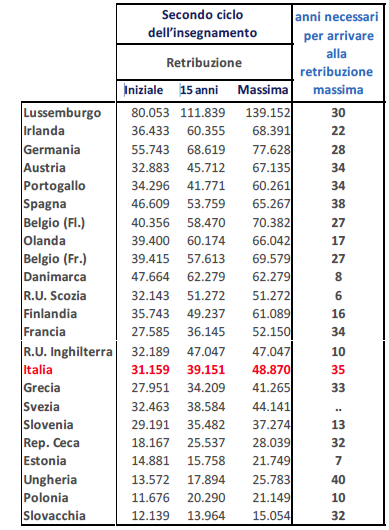 Secondo ciclo
dell'insegnamento
anni necessari
per arrivare
alla
retribuzione
massima
Retribuzione
Iniziale 15 anni Massima
Lussemburgo 80.053 111.839 139.152 30
Irlanda 36.433 60.355 68.391 22
Germania 55.743 68.619 77.628 28
Austria 32.883 45.712 67.135 34
Portogallo 34.296 41.771 60.261 34
Spagna 46.609 53.759 65.267 38
Belgio (Fl.) 40.356 58.470 70.382 27
Olanda 39.400 60.174 66.042 17
Belgio (Fr.) 39.415 57.613 69.579 27
Danimarca 47.664 62.279 62.279 8
R.U. Scozia 32.143 51.272 51.272 6
Finlandia 35.743 49.237 61.089 16
Francia 27.585 36.145 52.150 34
R.U. Inghilterra 32.189 47.047 47.047 10
Italia 31.159 39.151 48.870 35
Grecia 27.951 34.209 41.265 33
Svezia 32.463 38.584 44.141 ..
Slovenia 29.191 35.482 37.274 13
Rep. Ceca 18.167 25.537 28.039 32
Estonia 14.881 15.758 21.749 7
Ungheria 13.572 17.894 25.783 40
Polonia 11.676 20.290 21.149 10
Slovacchia 12.139 13.964 15.054 32